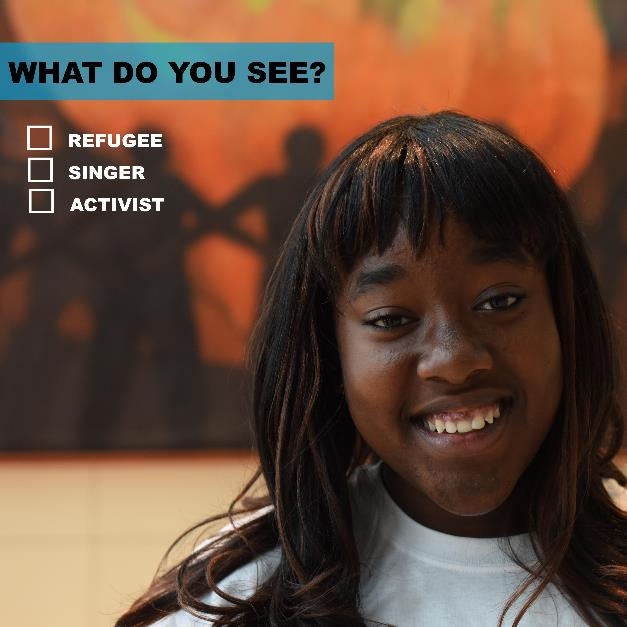 WHAT DO YOU SEE?
REFUGEE
SINGER
ACTIVIST